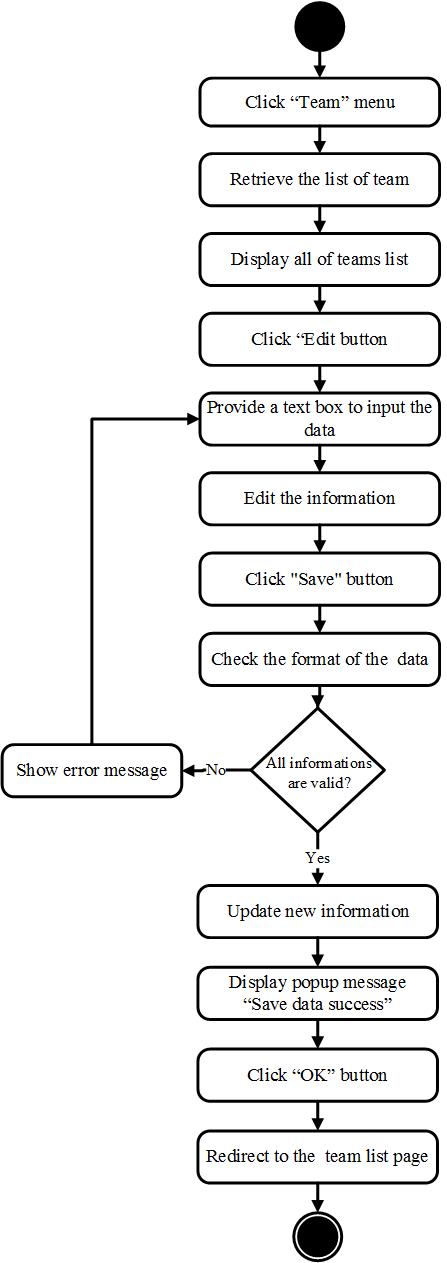 Click “Team” menu
Retrieve the list of team
Display all of teams list
Click “Edit button
Provide a text box to input the
data
Edit the information
Click "Save" button
Check the format of the  data
All informations
are valid?
No
Show error message
Yes
Update new information
Display popup message
“Save data success”
Click “OK” button
Redirect to the  team list page